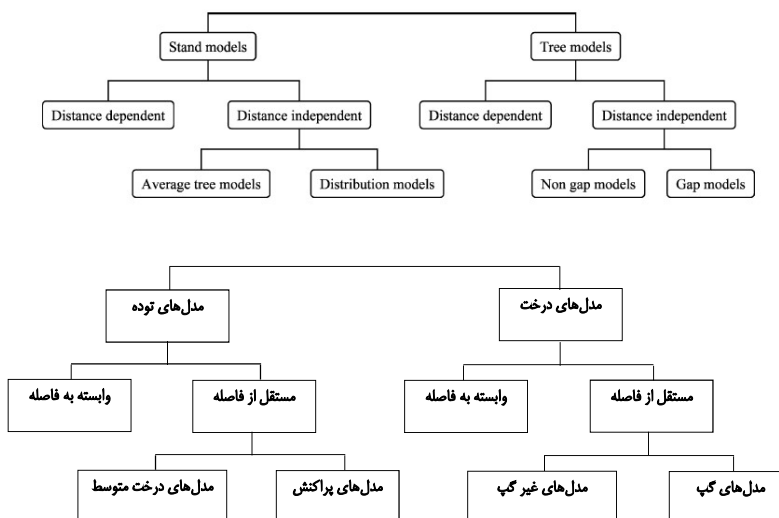 Stand models
Tree models
Distance dependent
Distance independent
Distance dependent
Distance independent
Average tree models
Distribution models
Non gap models
Gap models
مدل‌های توده
مدل‌های درخت
وابسته به فاصله
مستقل از فاصله
وابسته به فاصله
مستقل از فاصله
مدل‌های درخت متوسط
مدل‌های پراکنش
مدل‌های غیر گپ
مدل‌های گپ